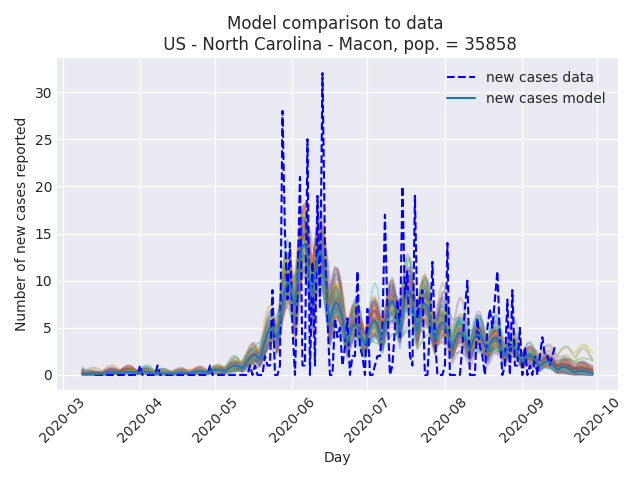 Model comparison to data
US - North Carolina - Macon, pop. = 35858
new cases data
new cases model
Number of new cases reported
30
25
20
15
10
5
0
2020-03
2020-04
2020-05
2020-06
2020-07
2020-08
2020-09
2020-10
Day